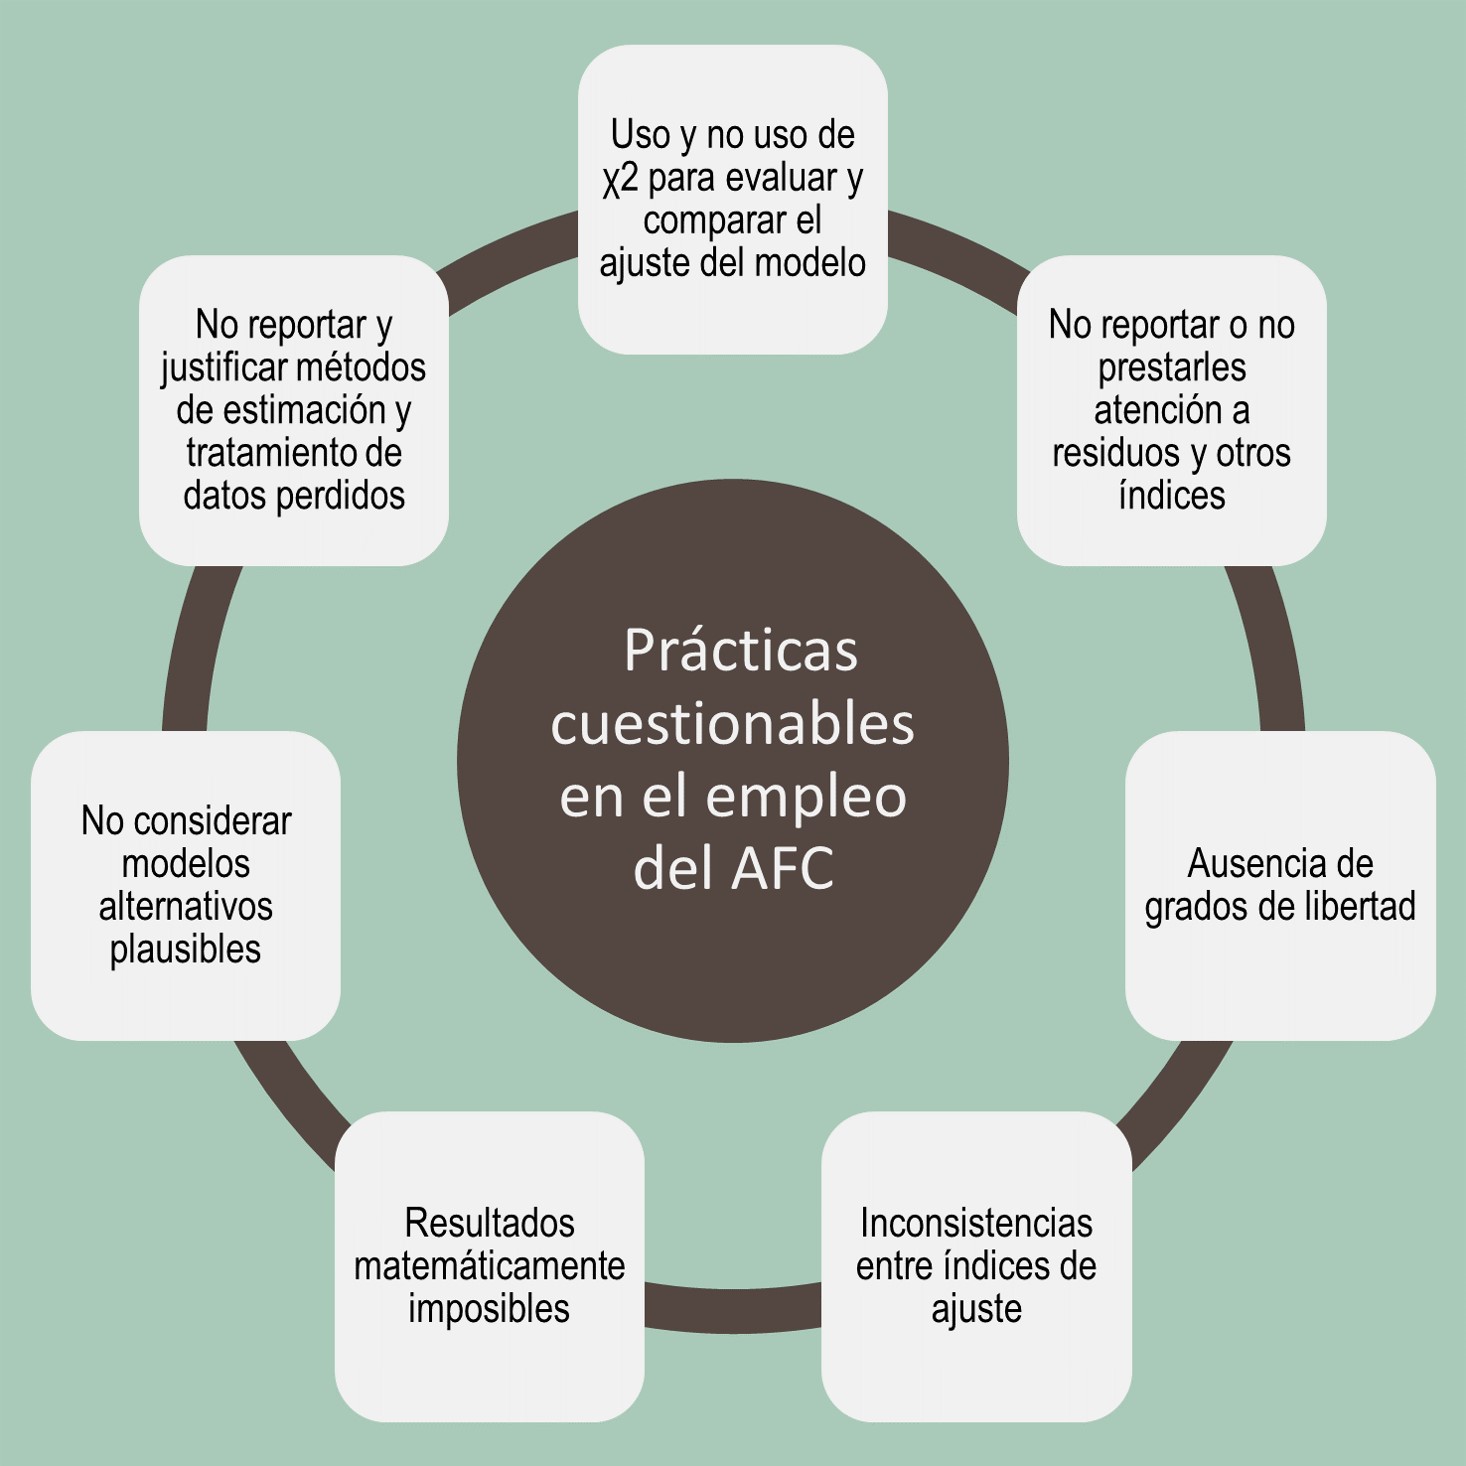 Uso y no uso de
χ2 para evaluar y
comparar el
ajuste del modelo
No reportar o no
prestarles
atención a
residuos y otros
índices
Ausencia de
grados de libertad
Inconsistencias
entre índices de
ajuste
Resultados
matemáticamente
imposibles
No considerar
modelos
alternativos
plausibles
No reportar y
justificar métodos
de estimación y
tratamiento de
datos perdidos
Prácticas
cuestionables
en el empleo
del AFC